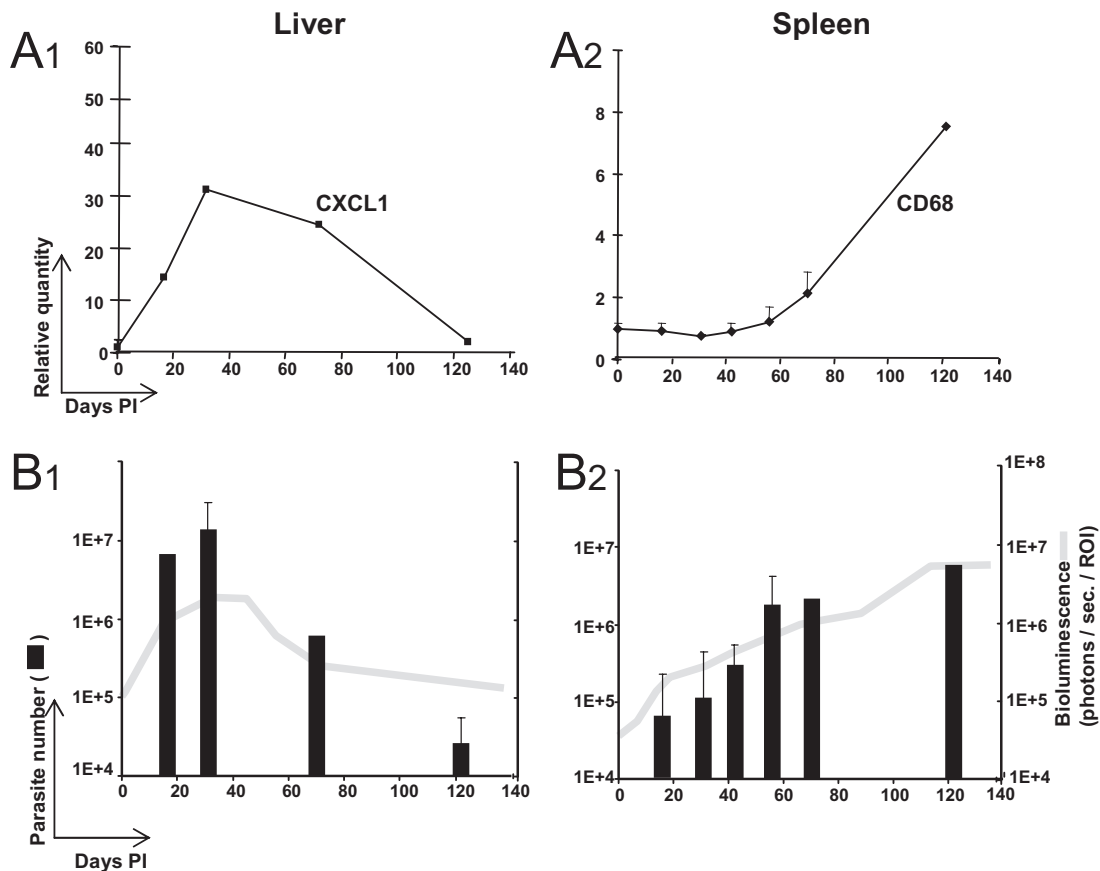 Liver
Spleen
A1
A2
60
50
40
30
20
10
0
CXCL1
Relative quantity
0 20 40 60 80 100 120 140
Days PI
8
6
4
2
0
CD68
0 20 40 60 80 100 120 140
B1
B2
1E+7
1E+6
1E+5
1E+4
Parasite number ( )
0 20 40 60 80 100 120 140
Days PI
1E+7
1E+6
1E+5
1E+4
0 20 40 60 80 100 120 140
1E+8
1E+7
1E+6
1E+5
1E+4
Bioluminescence
(photons / sec. / ROI)